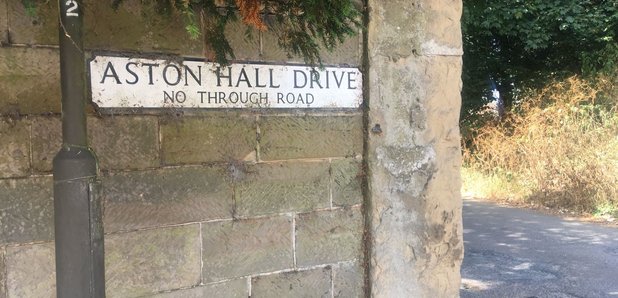 2
ASTON HALL DRIVE
NO THROUGH ROAD